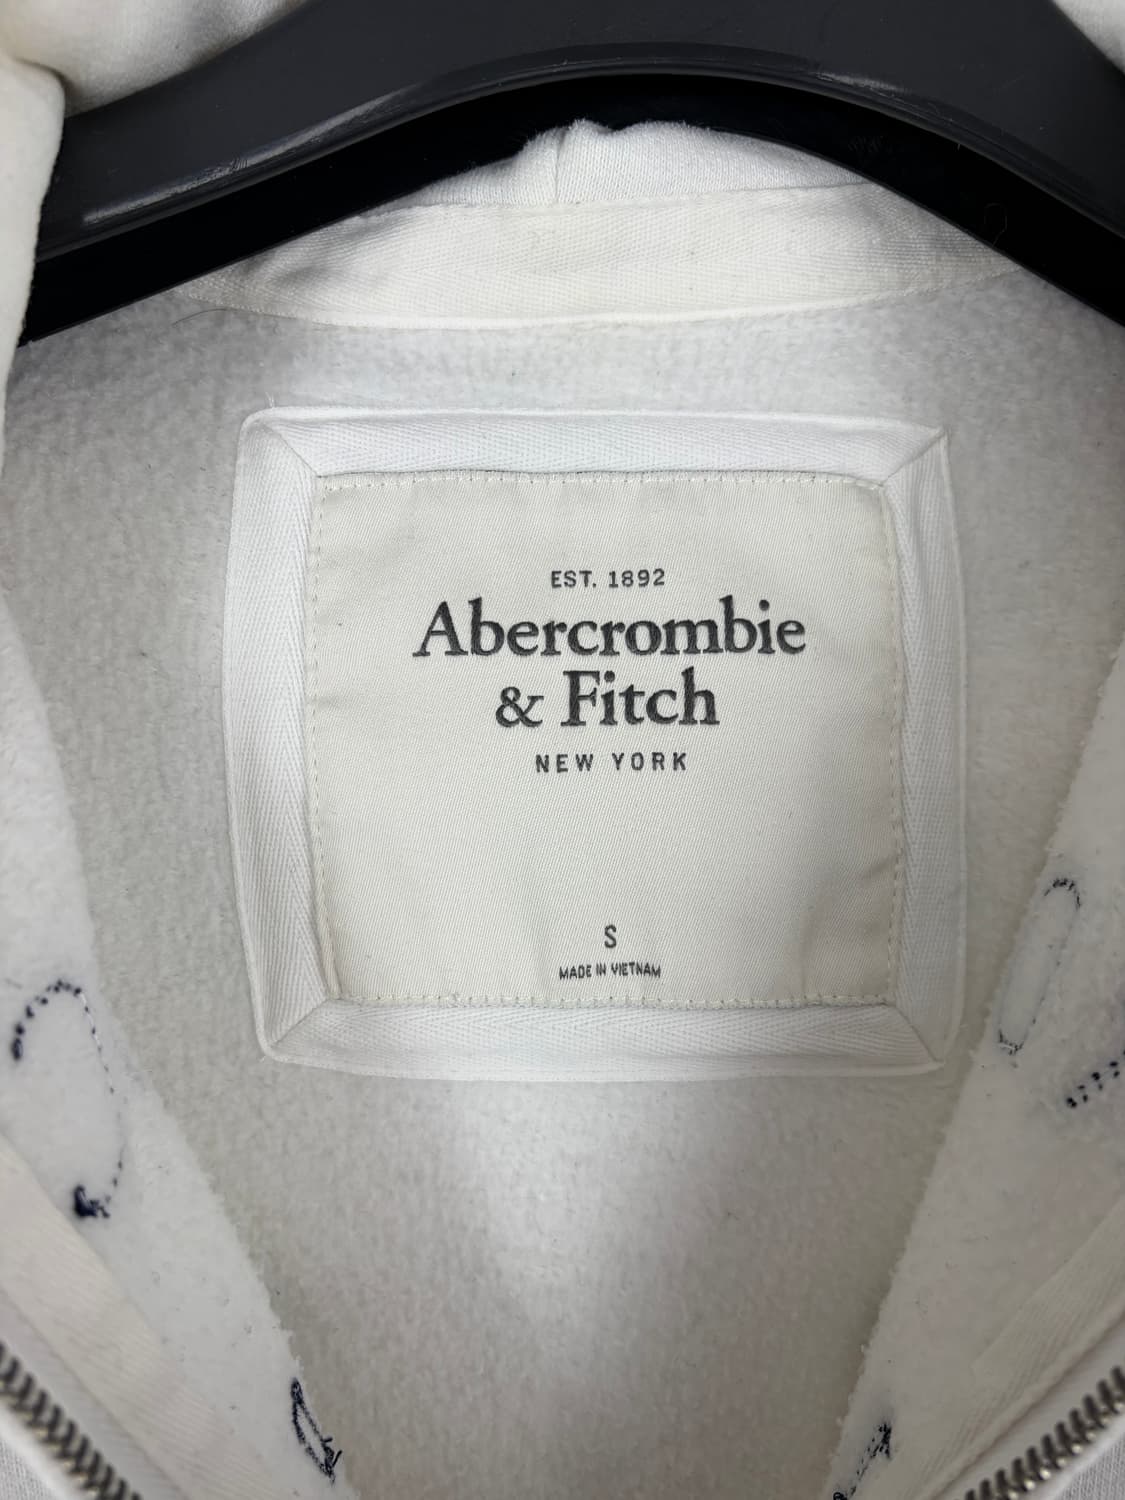 EST. 1892
Abercrombie
& Fitch
NEW YORK
S
MADE IN VIETNAM